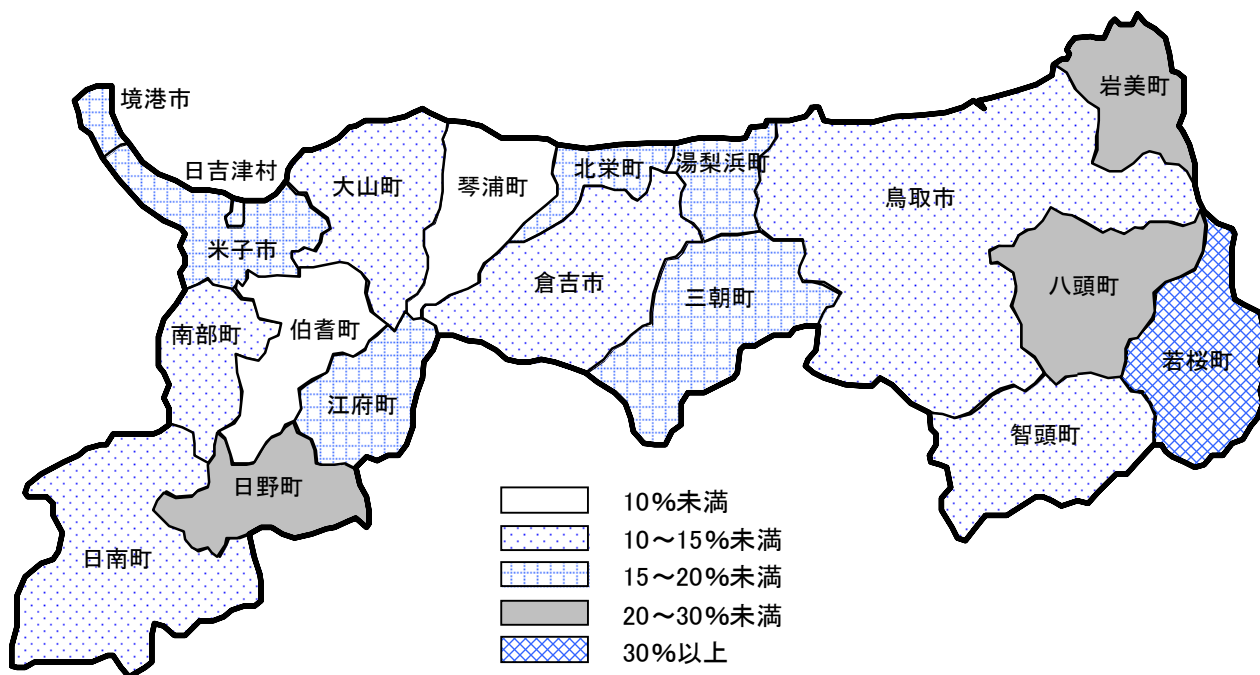 岩美町
境港市
日吉津村
大山町
琴浦町
北栄町
湯梨浜町
鳥取市
米子市
倉吉市
三朝町
八頭町
南部町
伯耆町
若桜町
江府町
智頭町
日野町
日南町
10%未満
10~15%未満
15~20%未満
20~30%未満
30%以上